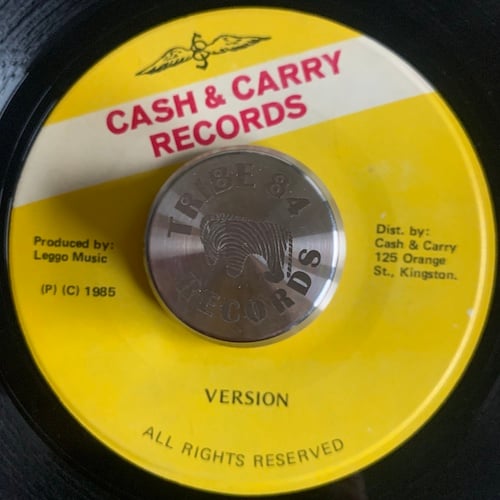 CASH & CARRY
RECORDS
TRIBE 84
RECORDS
Produced by:
Leggo Music
(P) (C) 1985
Dist. by:
Cash & Carry
125 Orange
St., Kingston.
VERSION
ALL RIGHTS RESERVED